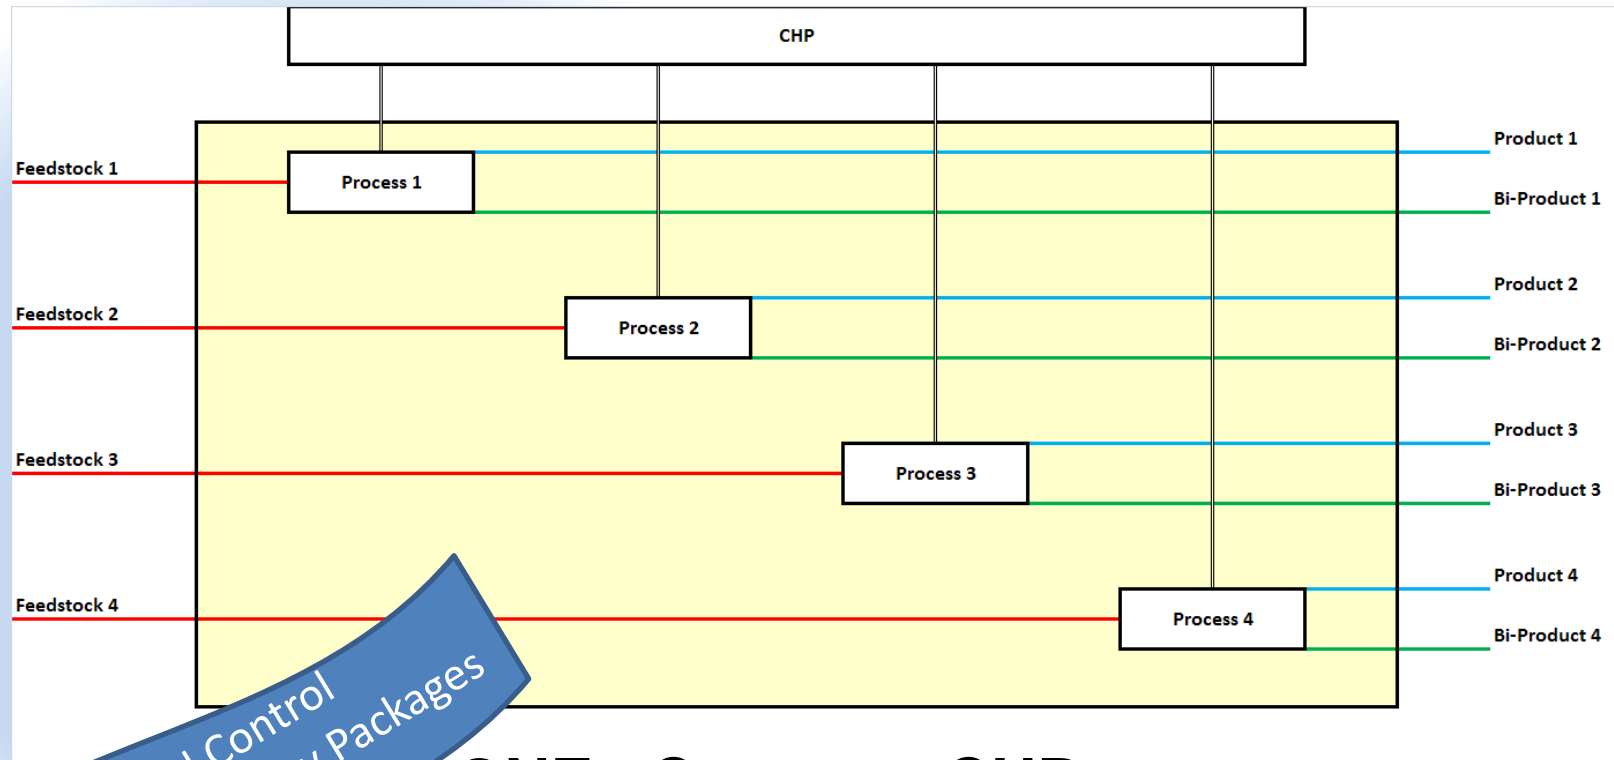 CHP
Product 1
Feedstock 1
Process 1
Bi-Product 1
Product 2
Feedstock 2
Process 2
Bi-Product 2
Product 3
Feedstock 3
Process 3
Bi-Product 3
Product 4
Feedstock 4
Process 4
Bi-Product 4
Control
Packages
CHP